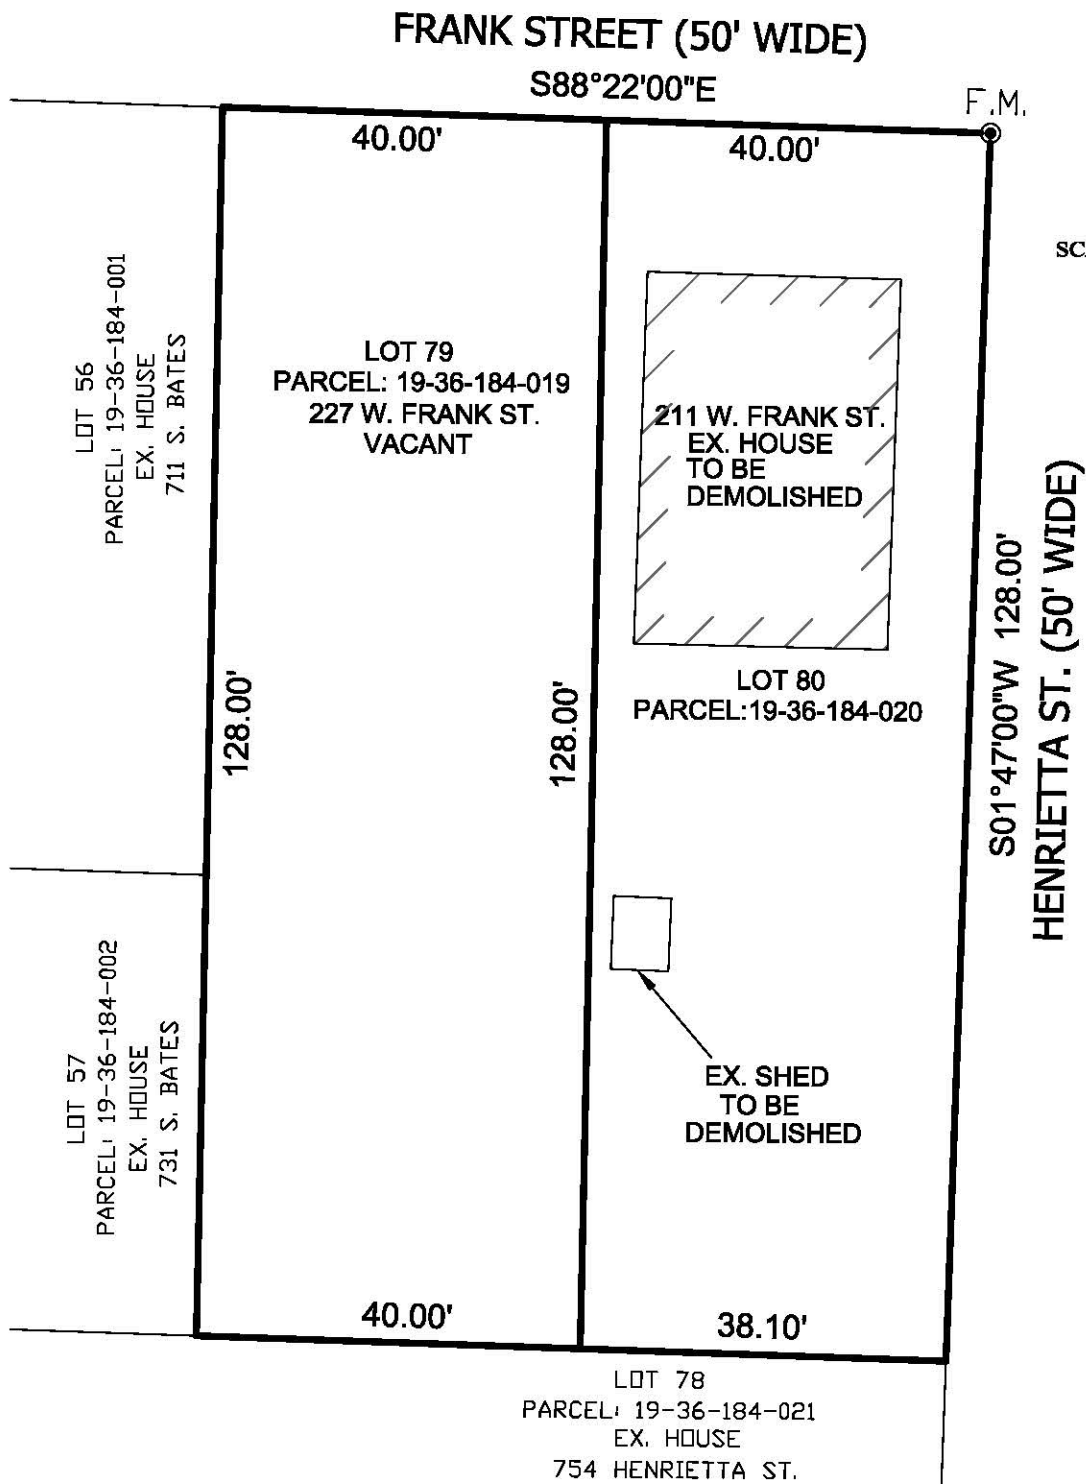 FRANK STREET (50' WIDE)
S88°22'00"E
F.M.
40.00'
40.00'
SC
LOT 56
PARCEL: 19-36-184-001
EX. HOUSE
711 S. BATES
LOT 79
PARCEL: 19-36-184-019
227 W. FRANK ST.
VACANT
211 W. FRANK ST.
EX. HOUSE
TO BE
DEMOLISHED
LOT 80
PARCEL:19-36-184-020
128.00'
128.00'
S01°47'00"W 128.00'
HENRIETTA ST. (50' WIDE)
LOT 57
PARCEL: 19-36-184-002
EX. HOUSE
731 S. BATES
EX. SHED
TO BE
DEMOLISHED
40.00'
38.10'
LOT 78
PARCEL: 19-36-184-021
EX. HOUSE
754 HENRIETTA ST.